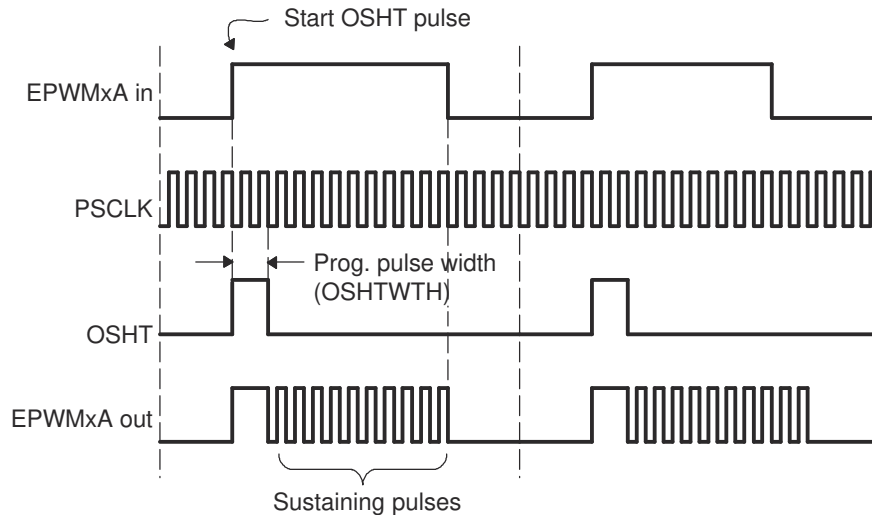 Start OSHT pulse
EPWMxA in
PSCLK
Prog. pulse width
(OSHTWTH)
OSHT
EPWMxA out
Sustaining pulses